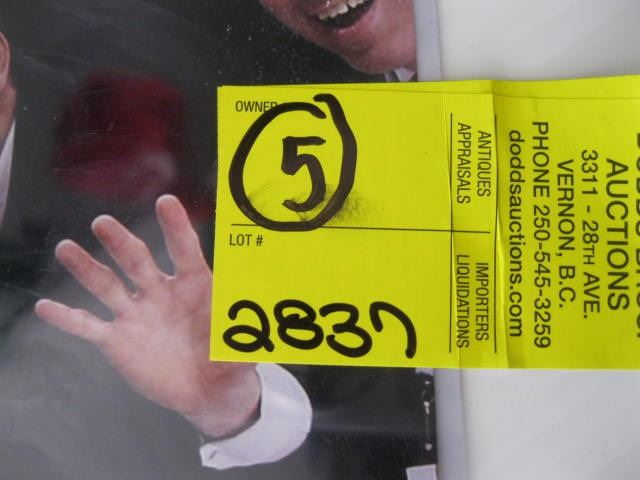 OWNER
5
LOT #
2837
ANTIQUES
APPRAISALS
IMPORTERS
LIQUIDATIONS
AUCTIONS
3311 - 28TH AVE.
VERNON, B.C.
PHONE 250-545-3259
doddsauctions.com